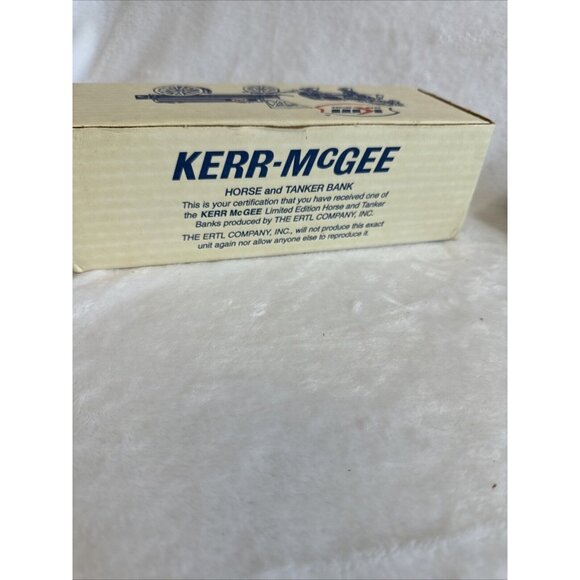 KERR-McGEE
HORSE and TANKER BANK
This is your certification that you have received one of
the KERR McGEE Limited Edition Horse and Tanker
Banks produced by THE ERTL COMPANY, INC.
THE ERTL COMPANY, INC., will not produce this exact
unit again nor allow anyone else to reproduce it.